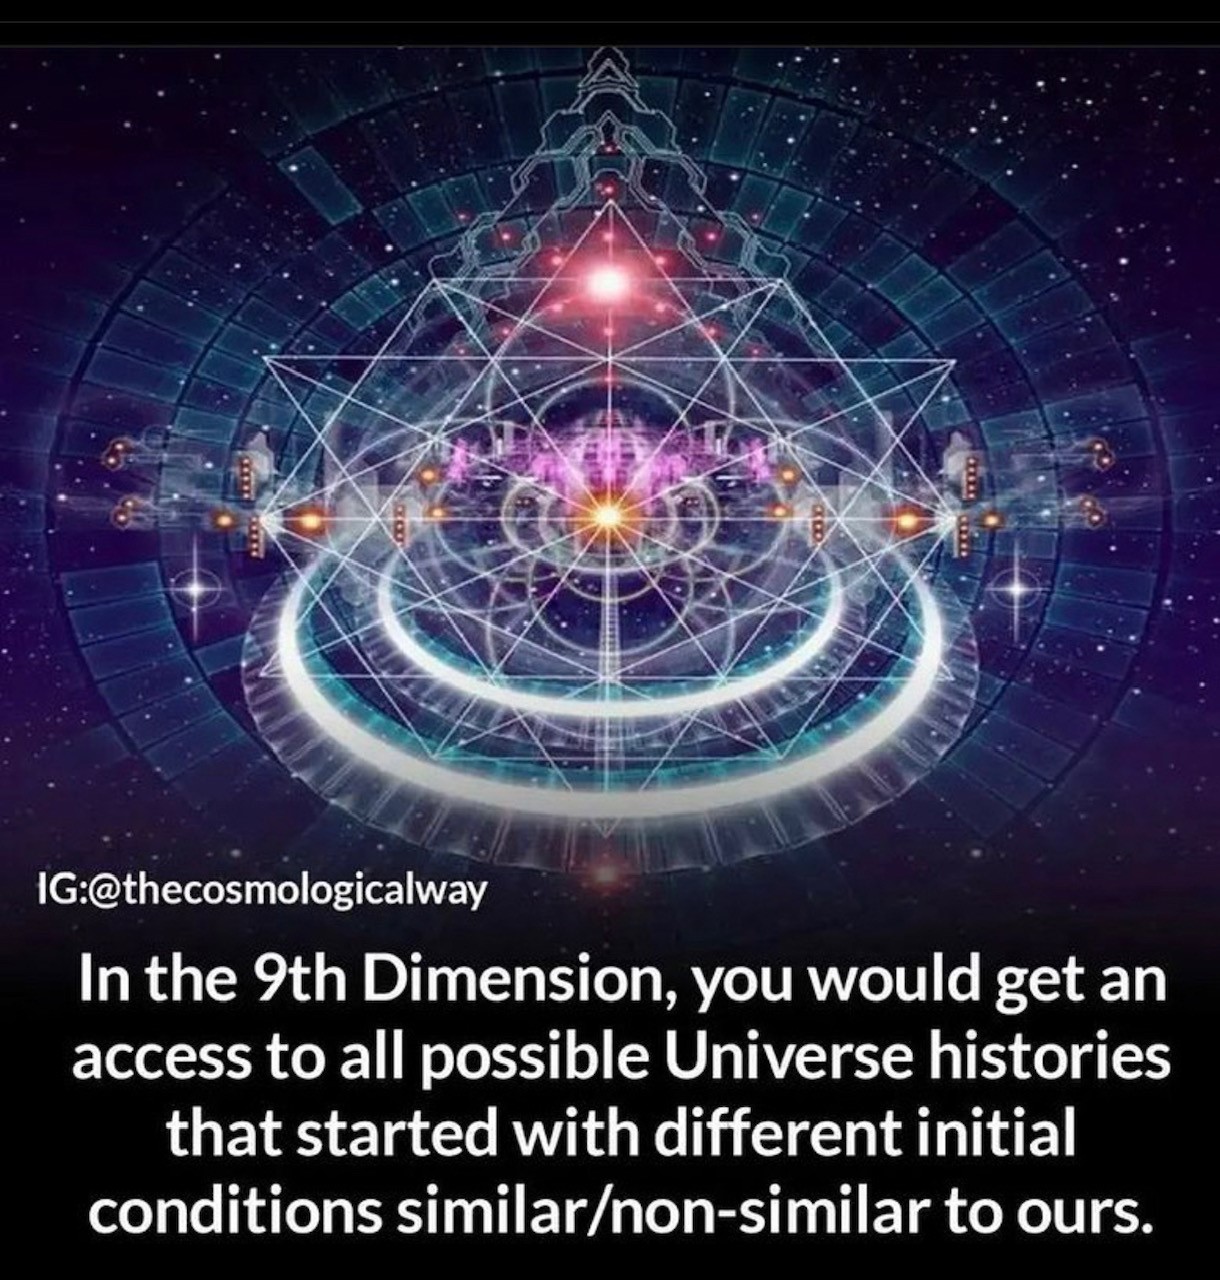 IG:@thecosmologicalway
In the 9th Dimension, you would get an
access to all possible Universe histories
that started with different initial
conditions similar/non-similar to ours.